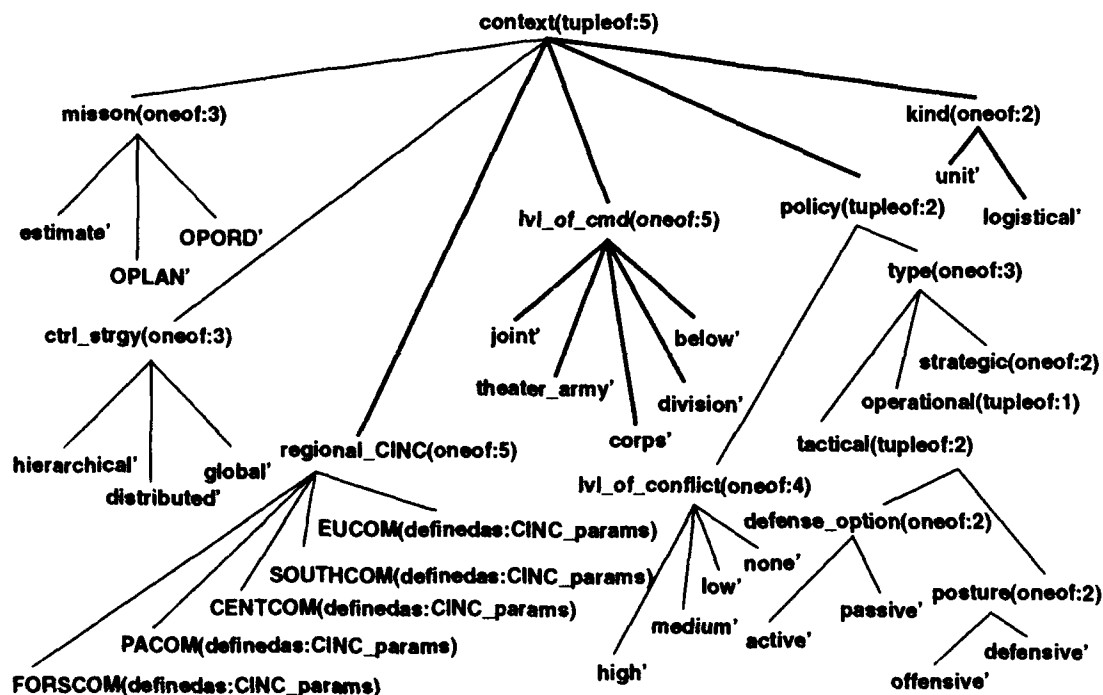 context(tupleof:5)
misson(oneof:3)
kind(oneof:2)
estimate'
OPLAN'
OPORD'
unit'
logistical'
lvl_of_cmd(oneof:5)
policy(tupleof:2)
type(oneof:3)
ctrl_strgy(oneof:3)
joint'
below'
theater_army'
division'
corps'
strategic(oneof:2)
operational(tupleof:1)
tactical(tupleof:2)
hierarchical'
distributed'
global'
regional_CINC(oneof:5)
lvl_of_conflict(oneof:4)
EUCOM(definedas:CINC_params)
SOUTHCOM(definedas:CINC_params)
CENTCOM(definedas:CINC_params)
PACOM(definedas:CINC_params)
FORSCOM(definedas:CINC_params)
high'
medium'
low'
none'
defense_option(oneof:2)
active'
passive'
posture(oneof:2)
defensive'
offensive'